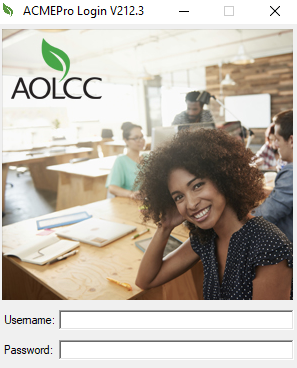 ACMEPro Login V212.3
AOLCC
Username:
Password: